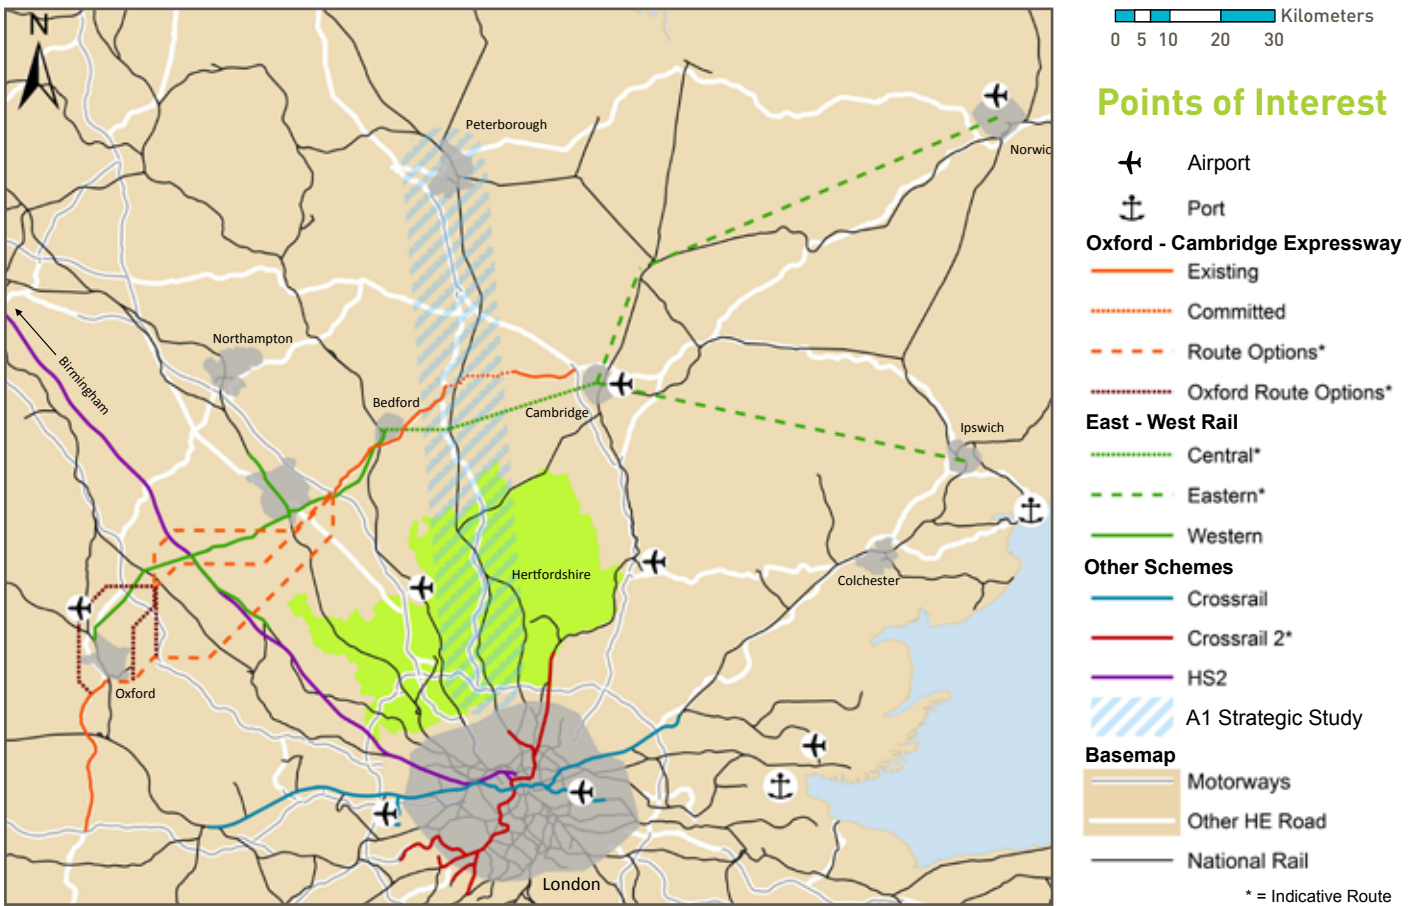 N
Peterborough
Norwic
Northampton
Birmingham
Bedford
Cambridge
Ipswich
Hertfordshire
Colchester
Oxford
London
Kilometers
0 5 10 20 30
Points of Interest
Airport
Port
Oxford - Cambridge Expressway
Existing
Committed
Route Options*
Oxford Route Options*
East - West Rail
Central*
Eastern*
Western
Other Schemes
Crossrail
Crossrail 2*
HS2
A1 Strategic Study
Basemap
Motorways
Other HE Road
National Rail
* = Indicative Route